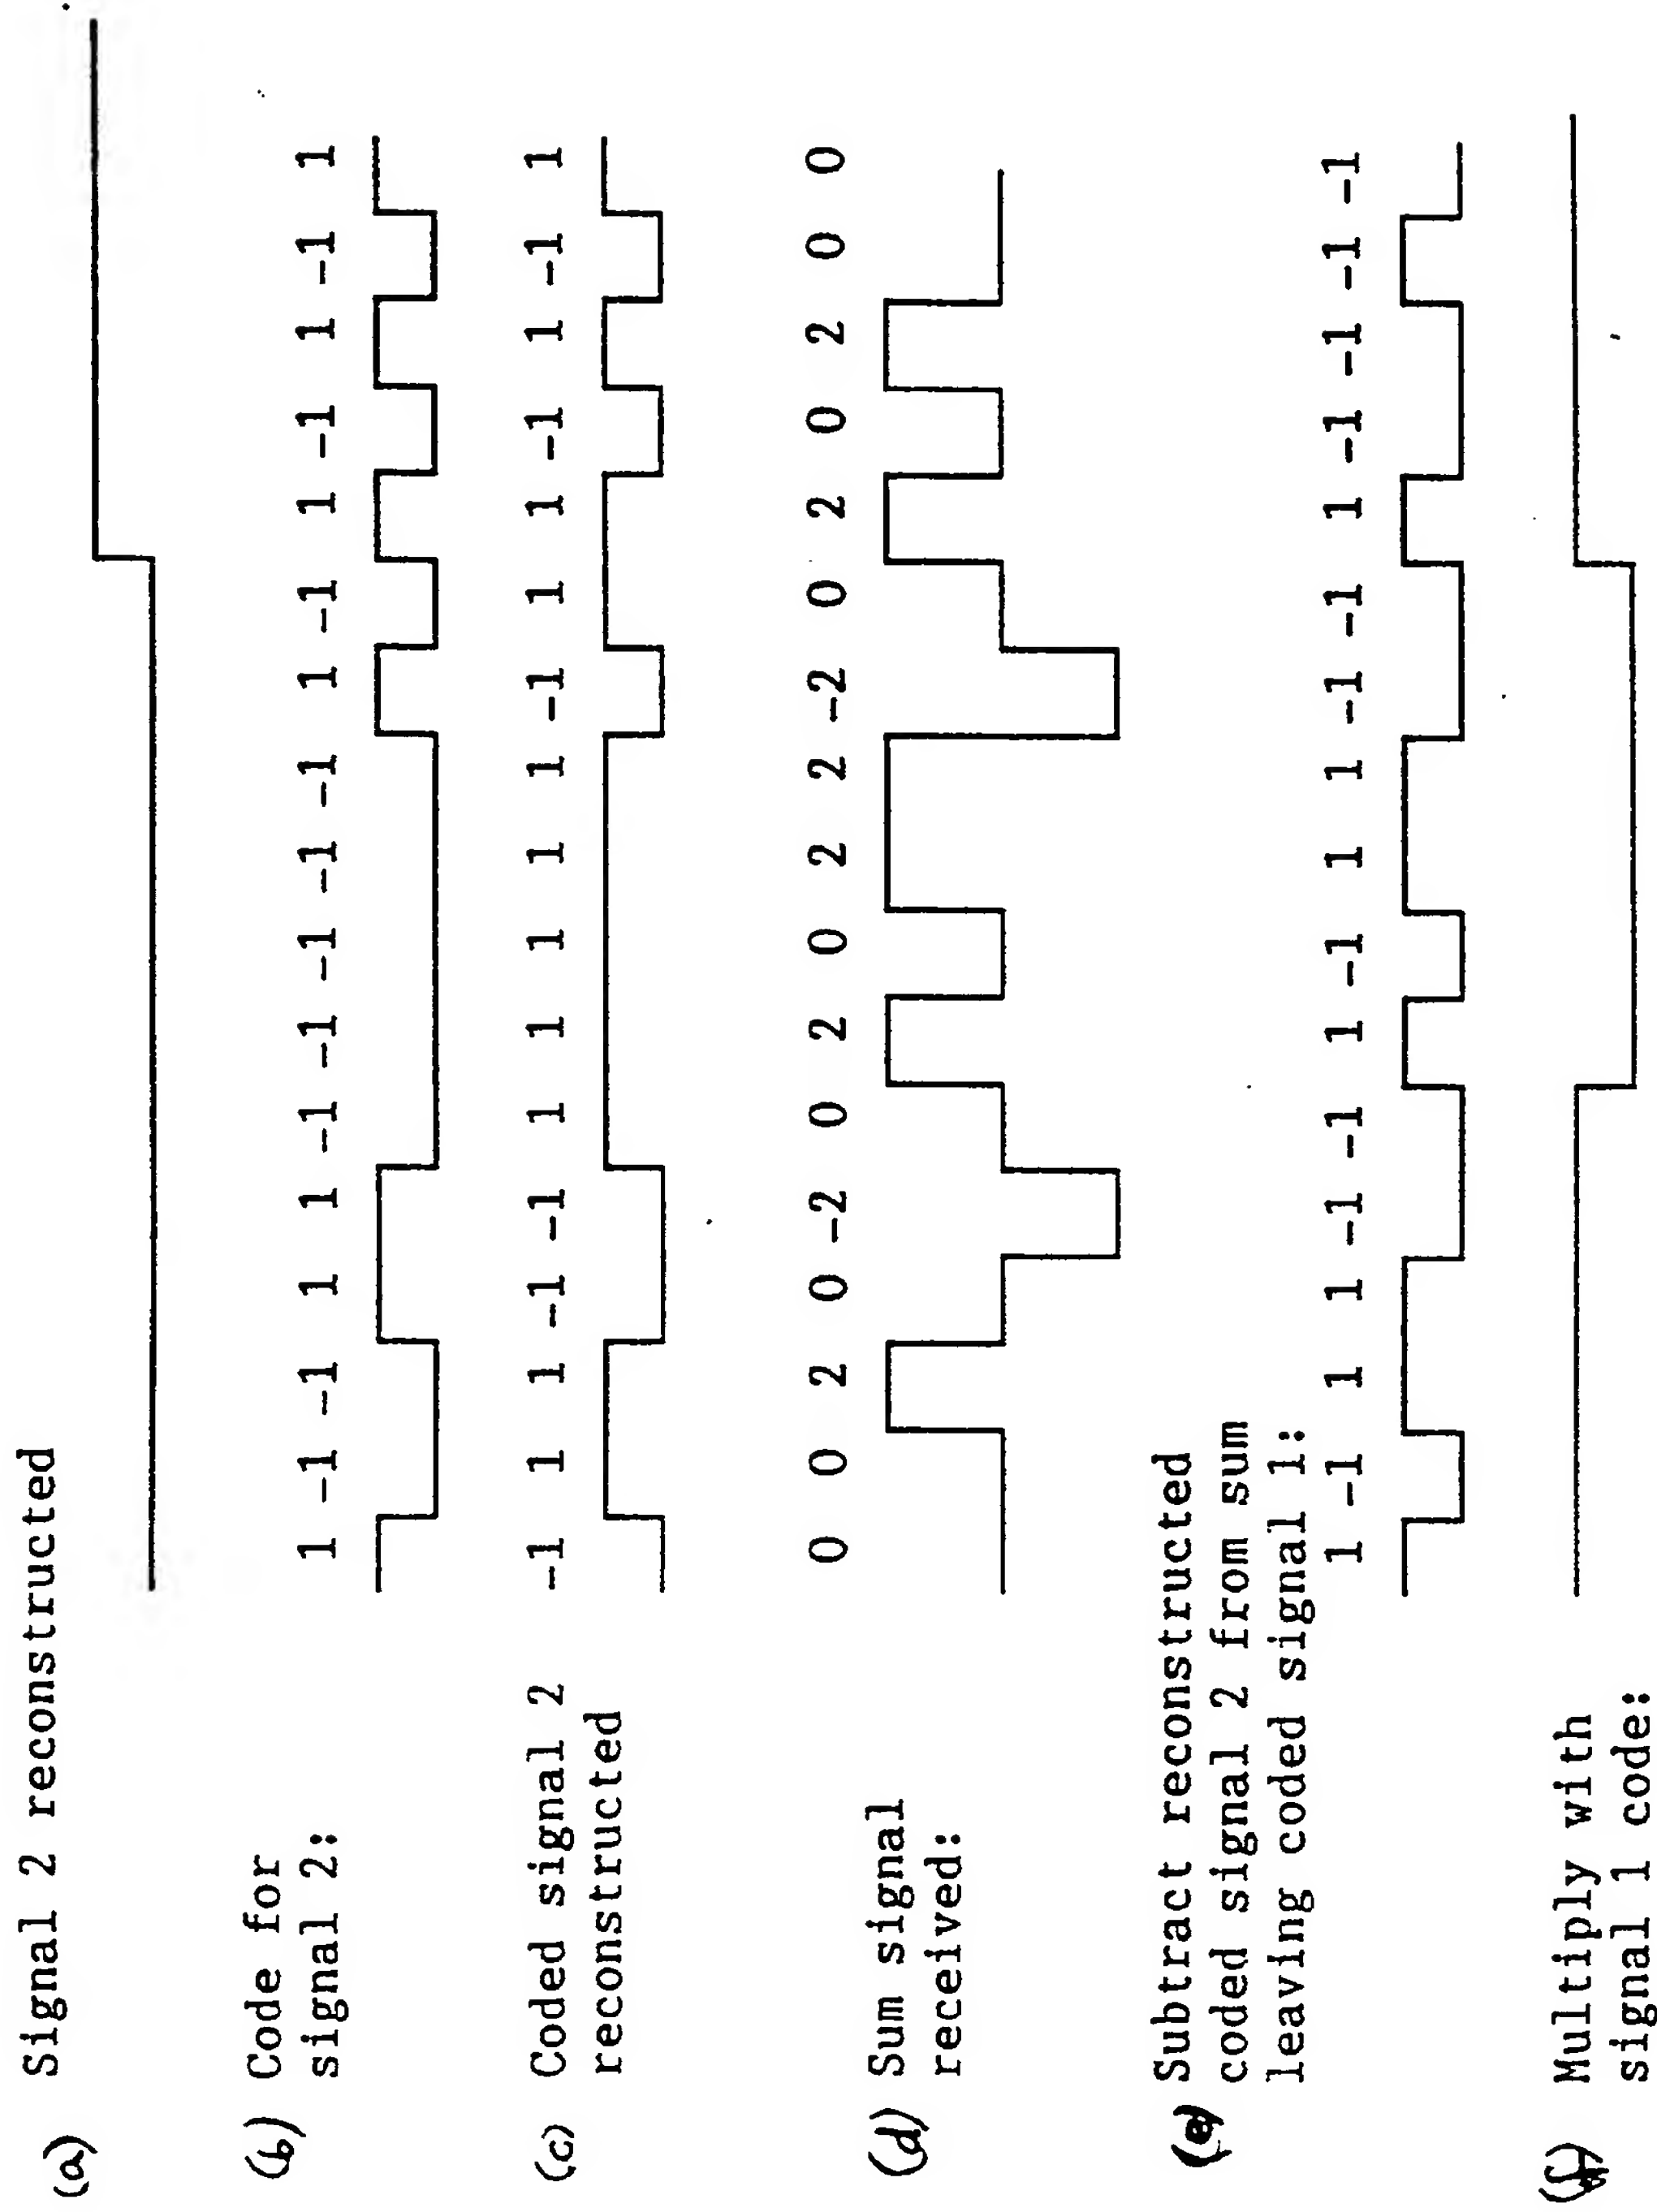 (a) Signal 2 reconstructed
(b) Code for
signal 2:
1 -1 -1 1 1 -1 -1 -1 -1 -1 1 -1 1 -1 1 -1 1
(c) Coded signal 2
reconstructed
-1 1 1 -1 -1 1 1 1 1 1 -1 1 1 -1 1 -1 1
0 0 2 0 -2 0 2 0 2 2 -2 0 2 0 2 0 0
(d) Sum signal
received:
(e) Subtract reconstructed
coded signal 2 from sum
leaving coded signal 1:
1 -1 1 1 -1 -1 1 -1 1 1 -1 -1 1 -1 -1 -1 -1
(f) Multiply with
signal 1 code: